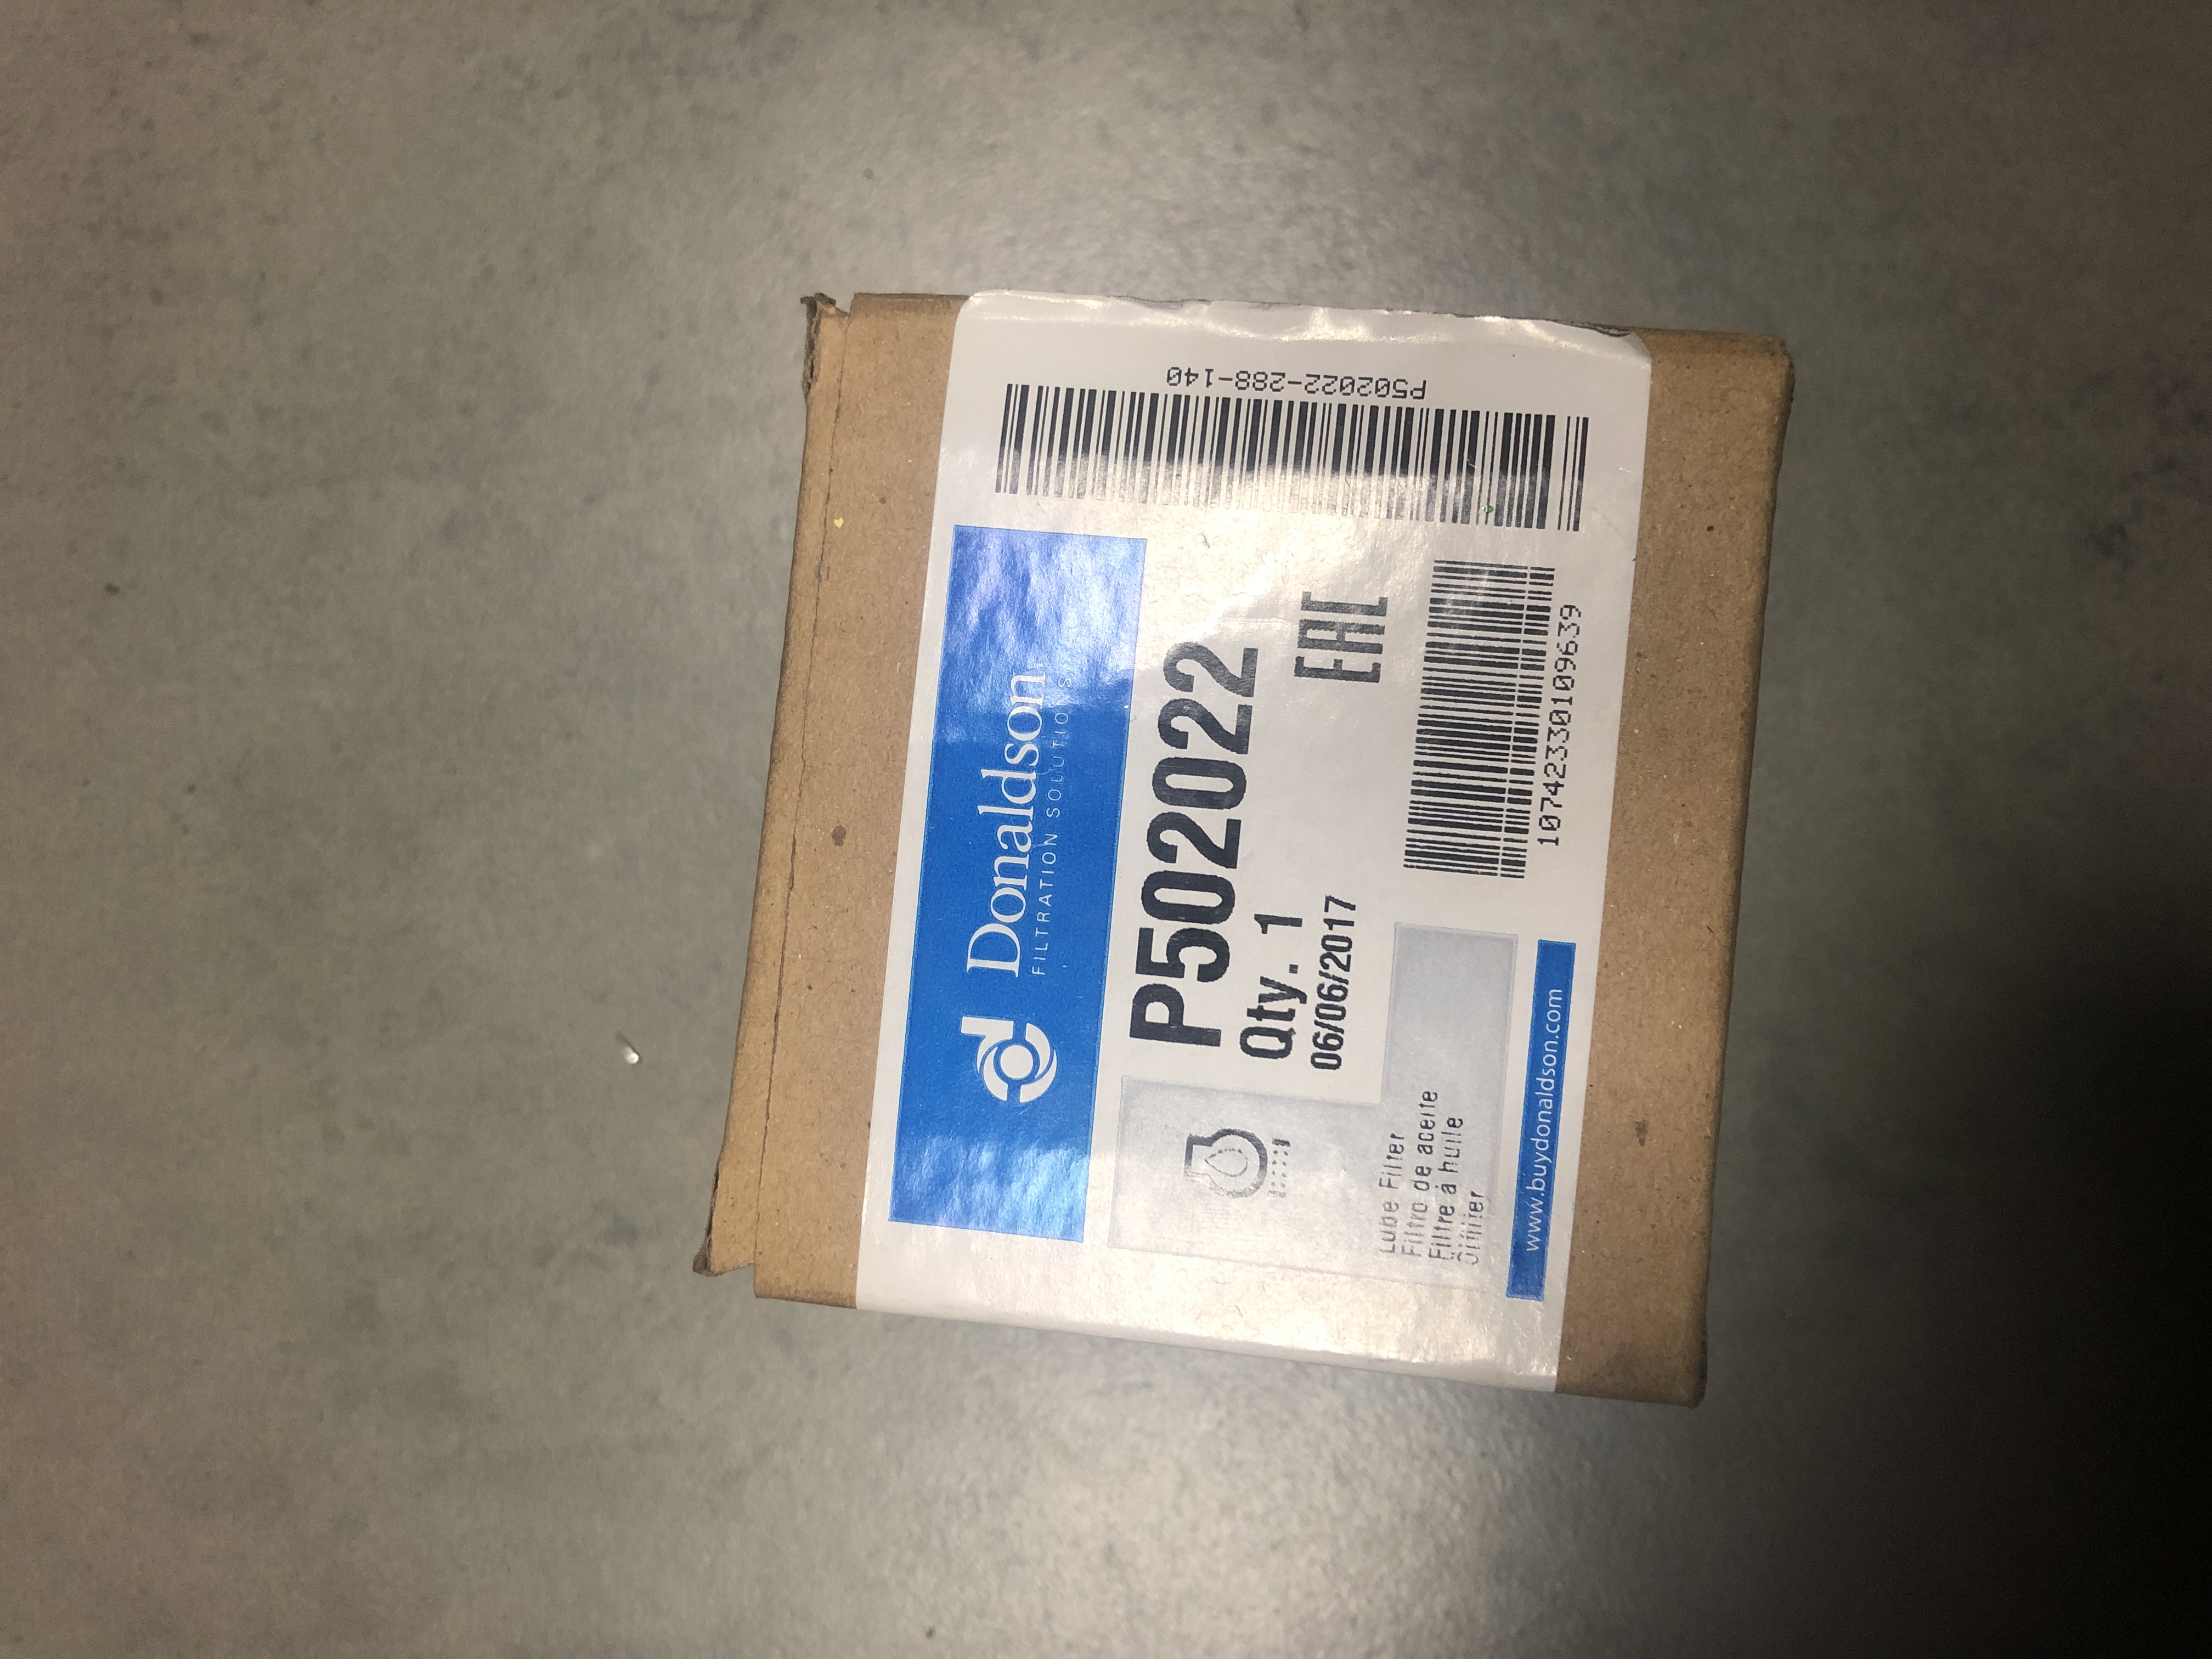 Donaldson
FILTRATION SOLUTIONS
P502022
Qty. 1
06/06/2017
EAC
Lube Filter
Filtro de aceite
Filtre á huile
Ölfilter
10742330109639
www.buydonaldson.com
P502022-288-140